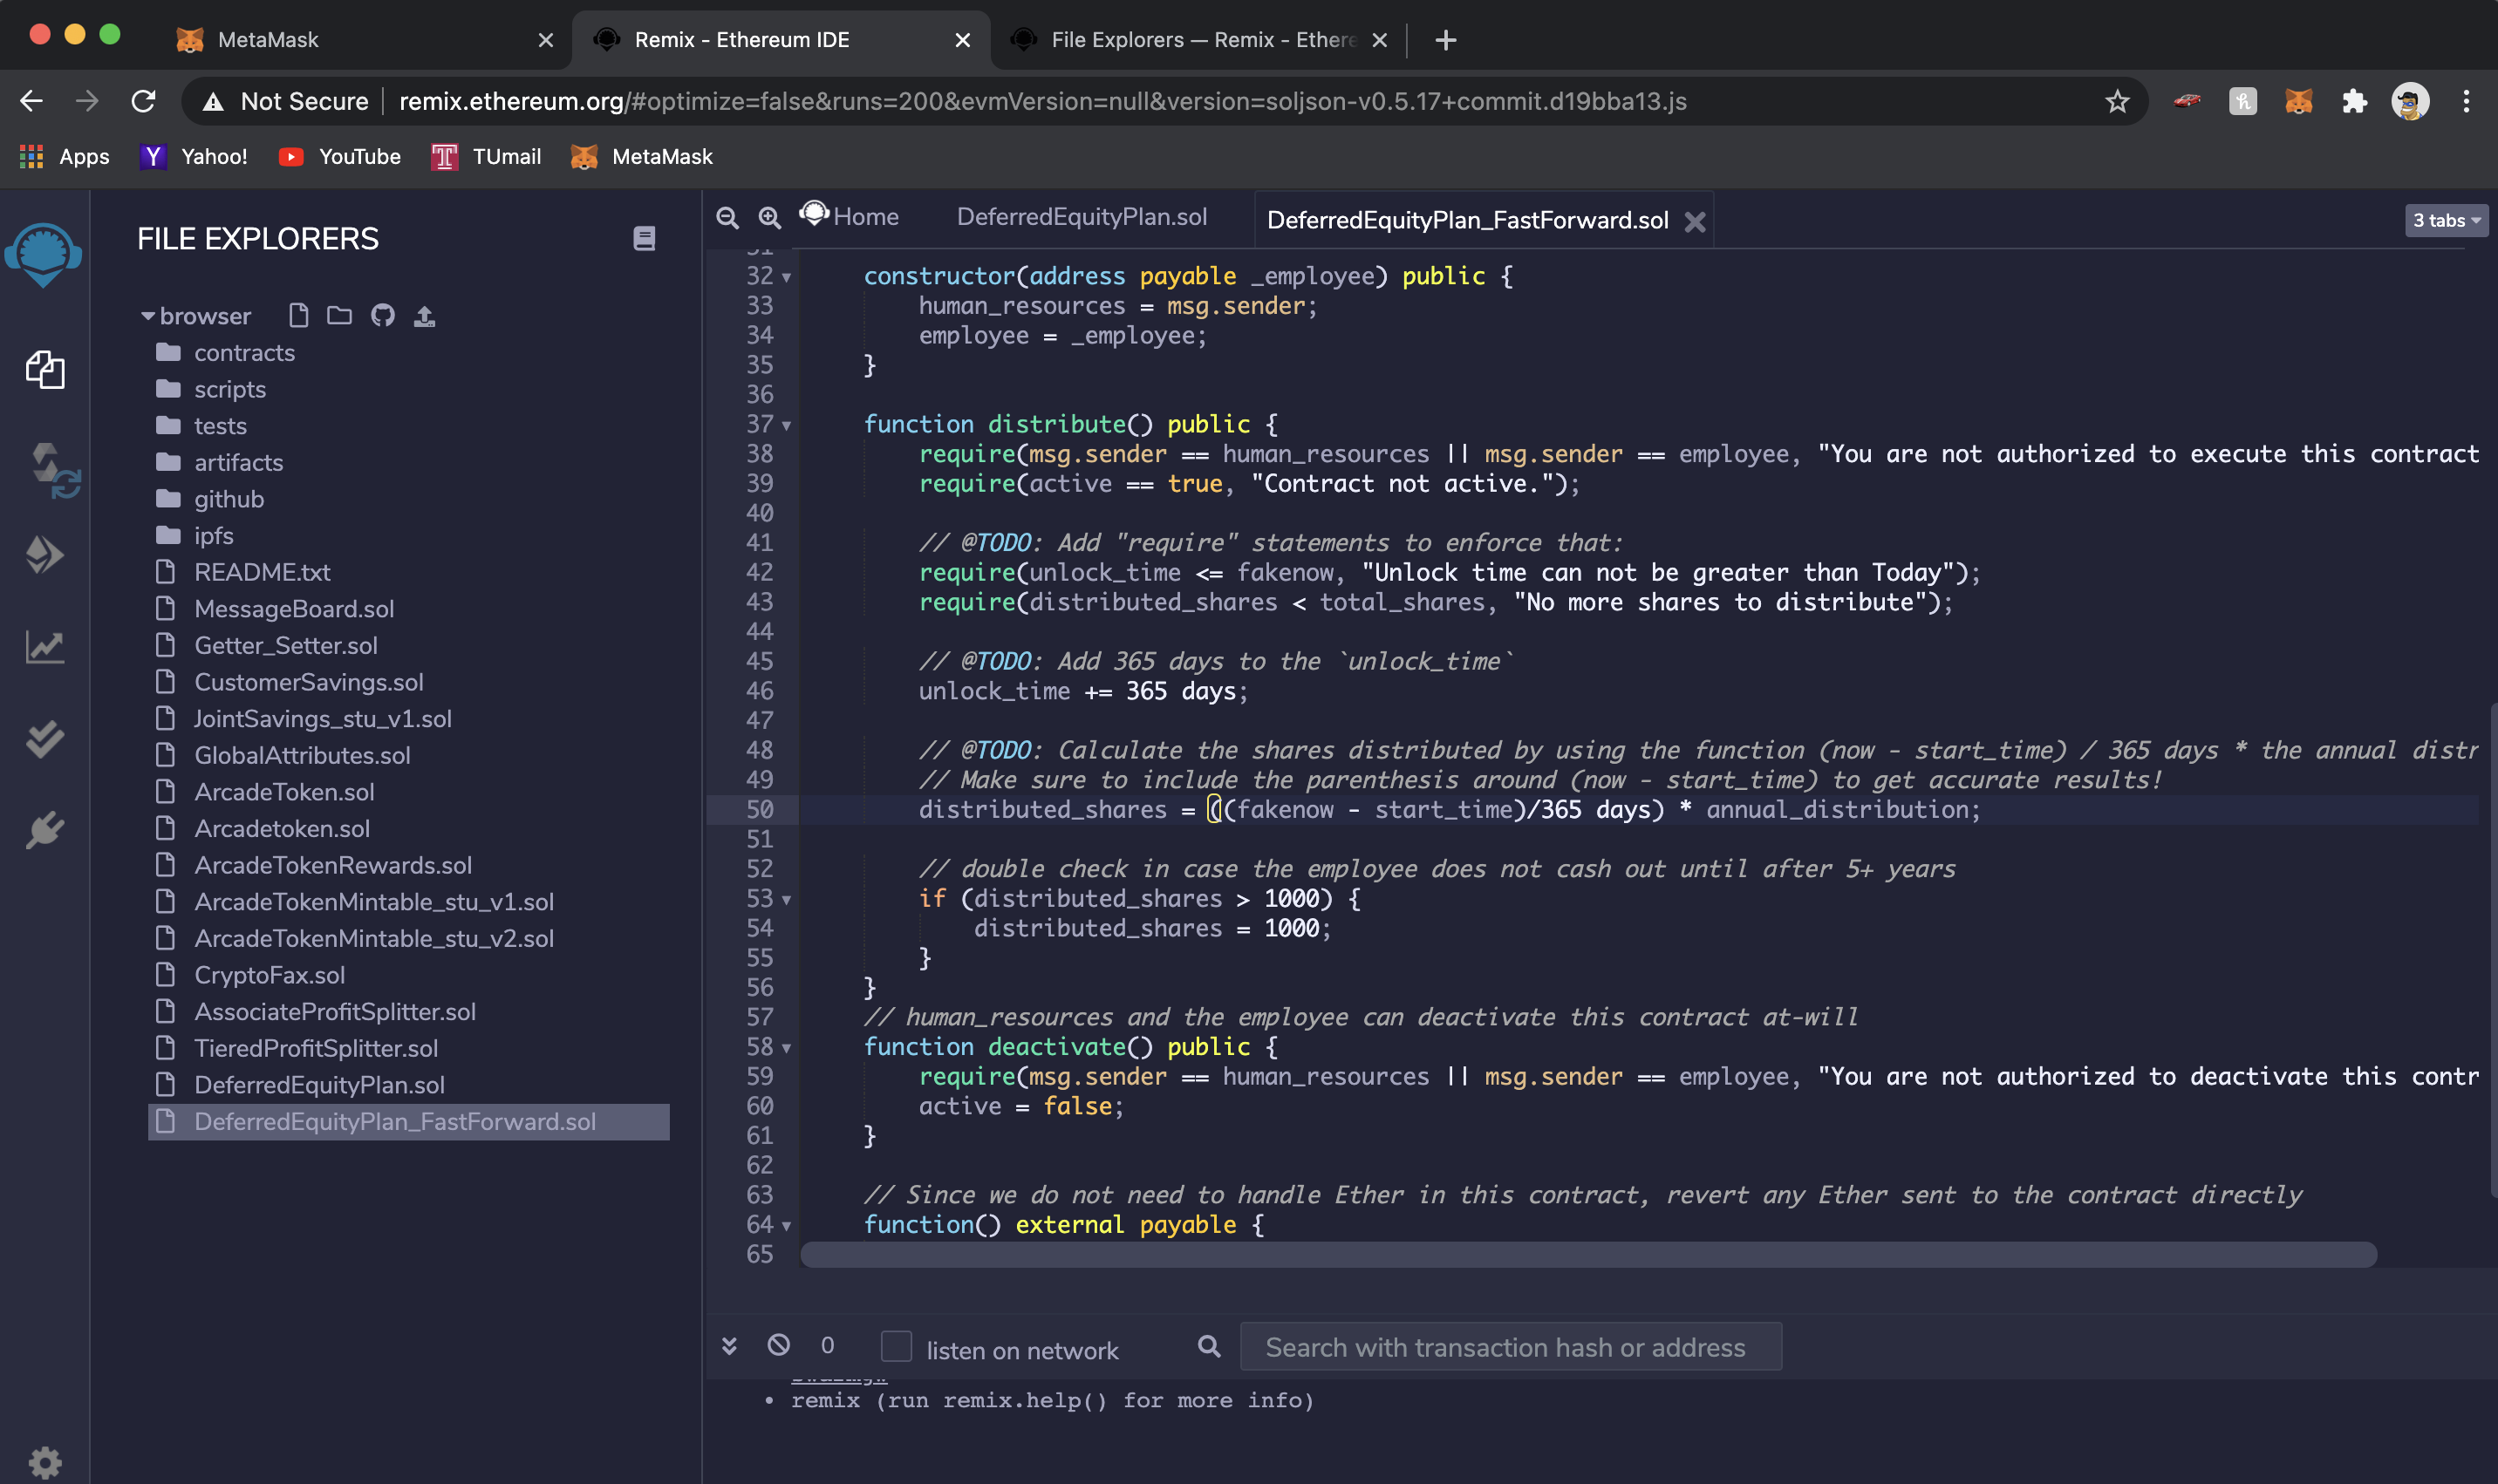 MetaMask
Remix - Ethereum IDE
File Explorers — Remix - Ethere
Not Secure
remix.ethereum.org/#optimize=false&runs=200&evmVersion=null&version=soljson-v0.5.17+commit.d19bba13.js
Apps
Yahoo!
YouTube
TUmail
MetaMask
FILE EXPLORERS
browser
contracts
scripts
tests
artifacts
github
ipfs
README.txt
MessageBoard.sol
Getter_Setter.sol
CustomerSavings.sol
JointSavings_stu_v1.sol
GlobalAttributes.sol
ArcadeToken.sol
Arcadetoken.sol
ArcadeTokenRewards.sol
ArcadeTokenMintable_stu_v1.sol
ArcadeTokenMintable_stu_v2.sol
CryptoFax.sol
AssociateProfitSplitter.sol
TieredProfitSplitter.sol
DeferredEquityPlan.sol
DeferredEquityPlan_FastForward.sol
Home
DeferredEquityPlan.sol
DeferredEquityPlan_FastForward.sol
3 tabs
31
32 constructor(address payable _employee) public {
33 human_resources = msg.sender;
34 employee = _employee;
35 }
36
37 function distribute() public {
38 require(msg.sender == human_resources || msg.sender == employee, "You are not authorized to execute this contract
39 require(active == true, "Contract not active.");
40
41 // @TODO: Add "require" statements to enforce that:
42 require(unlock_time <= fakenow, "Unlock time can not be greater than Today");
43 require(distributed_shares < total_shares, "No more shares to distribute");
44
45 // @TODO: Add 365 days to the `unlock_time`
46 unlock_time += 365 days;
47
48 // @TODO: Calculate the shares distributed by using the function (now - start_time) / 365 days * the annual distr
49 // Make sure to include the parenthesis around (now - start_time) to get accurate results!
50 distributed_shares = ((fakenow - start_time)/365 days) * annual_distribution;
51
52 // double check in case the employee does not cash out until after 5+ years
53 if (distributed_shares > 1000) {
54 distributed_shares = 1000;
55 }
56 }
57 // human_resources and the employee can deactivate this contract at-will
58 function deactivate() public {
59 require(msg.sender == human_resources || msg.sender == employee, "You are not authorized to deactivate this contr
60 active = false;
61 }
62
63 // Since we do not need to handle Ether in this contract, revert any Ether sent to the contract directly
64 function() external payable {
65
0
listen on network
Search with transaction hash or address
• remix (run remix.help() for more info)